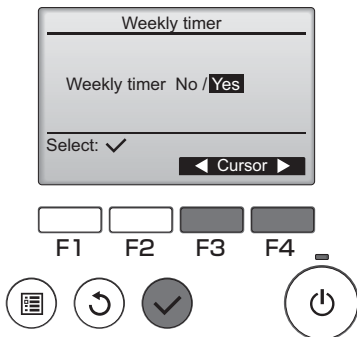 Weekly timer
Weekly timer No / Yes
Select:
Cursor
F1 F2 F3 F4